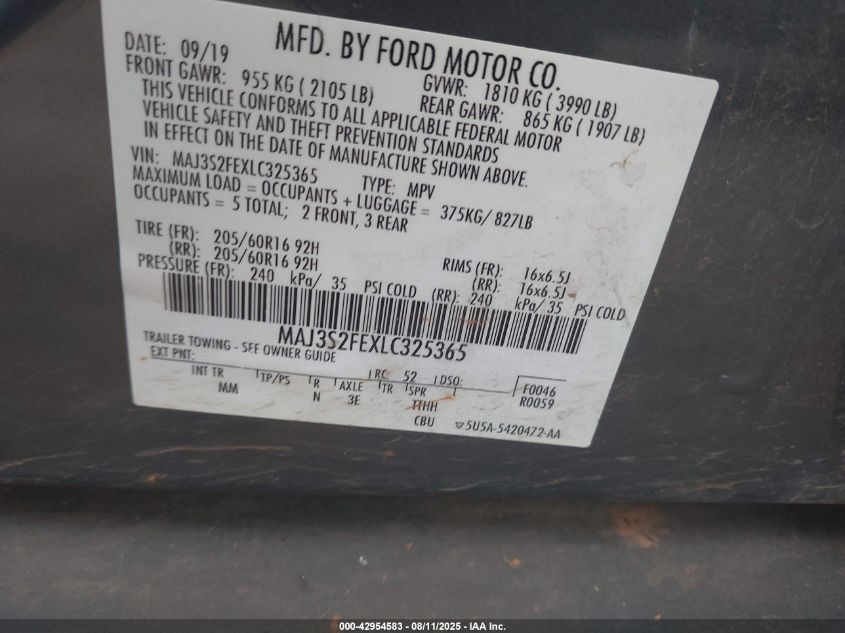 MFD. BY FORD MOTOR CO.
DATE: 09/19 GVWR: 1810 KG ( 3990 LB)
FRONT GAWR: 955 KG ( 2105 LB) REAR GAWR: 865 KG ( 1907 LB)
THIS VEHICLE CONFORMS TO ALL APPLICABLE FEDERAL MOTOR
VEHICLE SAFETY AND THEFT PREVENTION STANDARDS
IN EFFECT ON THE DATE OF MANUFACTURE SHOWN ABOVE.
VIN: MAJ3S2FEXLC325365 TYPE: MPV
MAXIMUM LOAD = OCCUPANTS + LUGGAGE = 375KG/ 827LB
OCCUPANTS = 5 TOTAL; 2 FRONT, 3 REAR
TIRE (FR): 205/60R16 92H RIMS (FR): 16x6.5J
(RR): 205/60R16 92H (RR): 16x6.5J
PRESSURE (FR): 240 kPa/ 35 PSI COLD (RR): 240 kPa/ 35 PSI COLD
MAJ3S2FEXLC325365
TRAILER TOWING - SEE OWNER GUIDE
EXT PNT: RC: 52 DSO: F0046
INT TR TP/PS R AXLE TR SPR R0059
MM N 3E TTHH
CBU 5U5A-5420472-AA
000-42954583 - 08/11/2025 - IAA Inc.